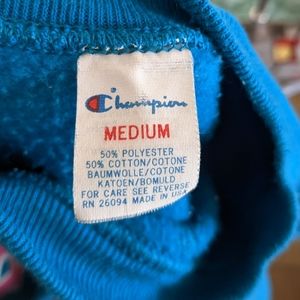 Champion
MEDIUM
50% POLYESTER
50% COTTON/COTONE
BAUMWOLLE/COTONE
KATOEN/BOMULD
FOR CARE SEE REVERSE
RN 26094 MADE IN USA